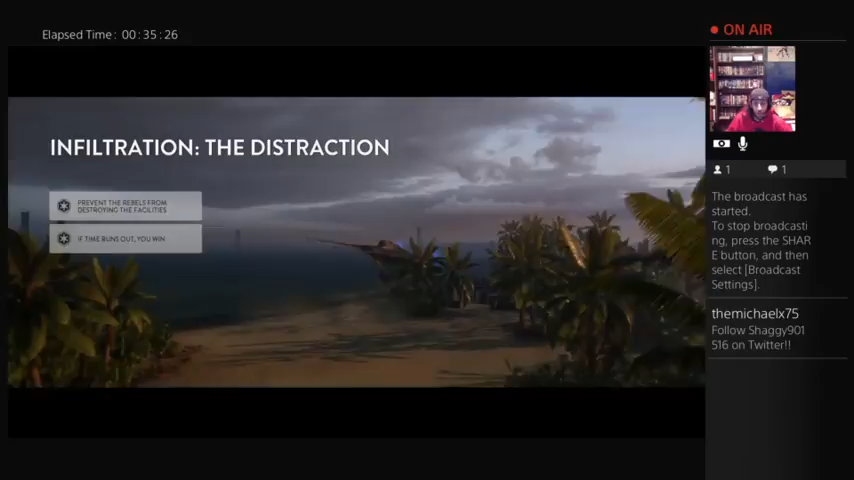 Elapsed Time: 00:35:26
ON AIR
INFILTRATION: THE DISTRACTION
PREVENT THE REBELS FROM
DESTROYING THE FACILITIES
IF TIME RUNS OUT, YOU WIN
1
1
The broadcast has
started.
To stop broadcasti
ng, press the SHAR
E button, and then
select [Broadcast
Settings].
themichaelx75
Follow Shaggy901
516 on Twitter!!